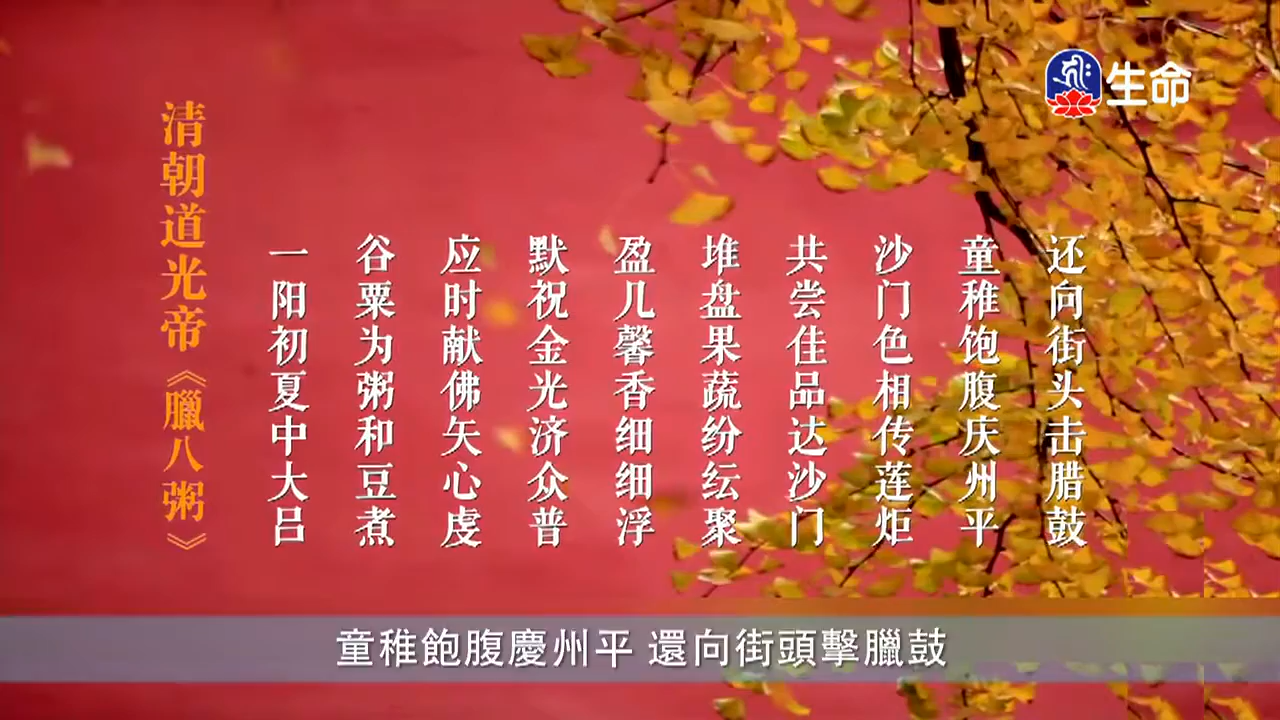 清朝道光帝《臘八粥》
一阳初夏中大吕
谷粟为粥和豆煮
应时献佛矢心虔
默祝金光济众普
盈几馨香细细浮
堆盘果蔬纷纭聚
共尝佳品达沙门
沙门色相传莲炬
童稚饱腹庆州平
还向街头击腊鼓
生命
童稚飽腹慶州平 還向街頭擊臘鼓